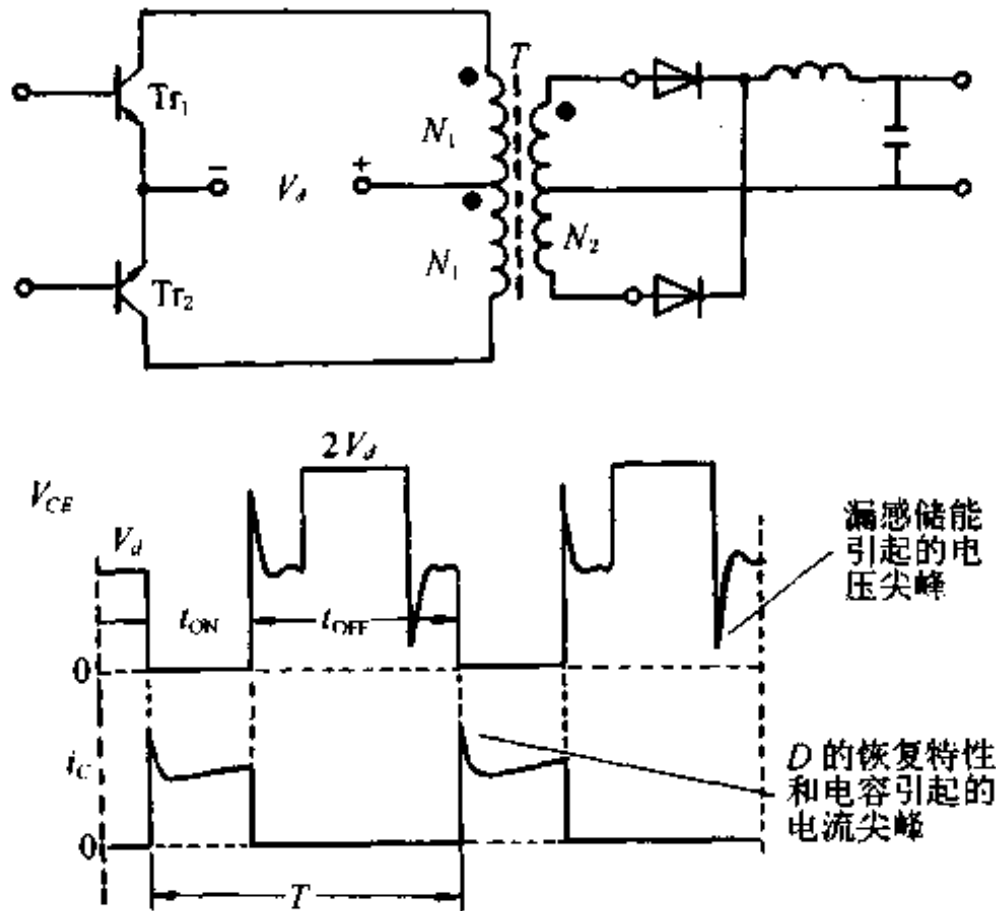 T
Tr₁
N₁
− V_d +
N₁
N₂
Tr₂
2V_d
V_CE
V_d
漏感储能
引起的电
压尖峰
t_ON
t_OFF
0
i_C
D的恢复特性
和电容引起的
电流尖峰
0
T